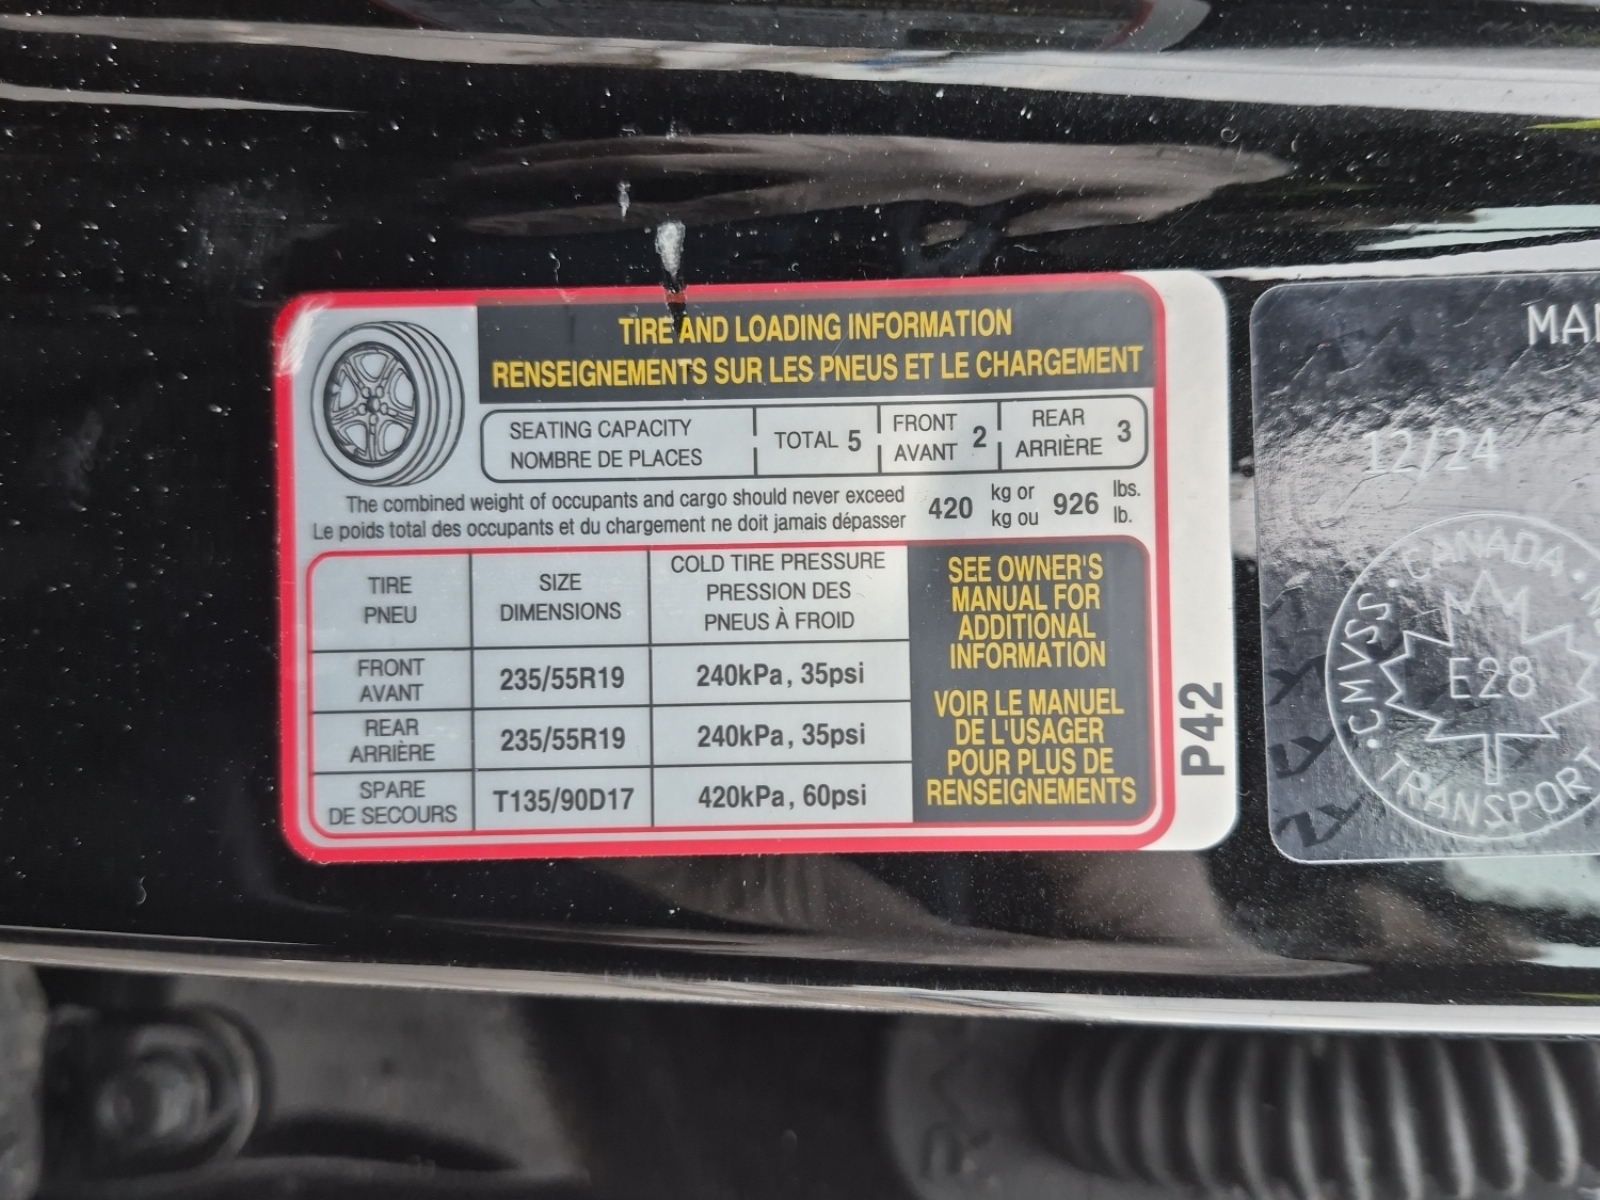 TIRE AND LOADING INFORMATION
RENSEIGNEMENTS SUR LES PNEUS ET LE CHARGEMENT
SEATING CAPACITY
NOMBRE DE PLACES
TOTAL 5
FRONT
AVANT 2
REAR
ARRIÈRE 3
The combined weight of occupants and cargo should never exceed 420 kg or 926 lbs.
Le poids total des occupants et du chargement ne doit jamais dépasser kg ou lb.
TIRE
PNEU
SIZE
DIMENSIONS
COLD TIRE PRESSURE
PRESSION DES
PNEUS À FROID
FRONT
AVANT
235/55R19
240kPa, 35psi
REAR
ARRIÈRE
235/55R19
240kPa, 35psi
SPARE
DE SECOURS
T135/90D17
420kPa, 60psi
SEE OWNER'S
MANUAL FOR
ADDITIONAL
INFORMATION
VOIR LE MANUEL
DE L'USAGER
POUR PLUS DE
RENSEIGNEMENTS
P42
12/24
CANADA
CMVSS
E28
TRANSPORT